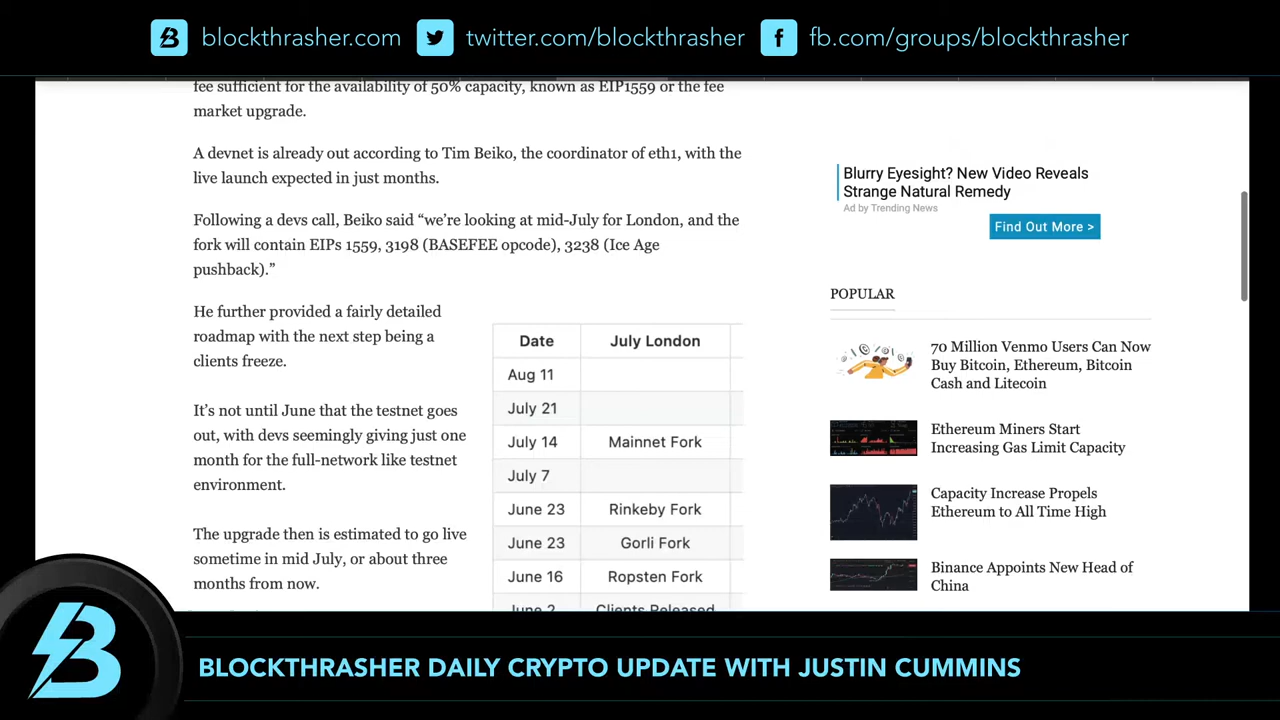 blockthrasher.com
twitter.com/blockthrasher
fb.com/groups/blockthrasher
fee sufficient for the availability of 50% capacity, known as EIP1559 or the fee
market upgrade.
A devnet is already out according to Tim Beiko, the coordinator of eth1, with the
live launch expected in just months.
Following a devs call, Beiko said “we’re looking at mid-July for London, and the
fork will contain EIPs 1559, 3198 (BASEFEE opcode), 3238 (Ice Age
pushback).”
He further provided a fairly detailed
roadmap with the next step being a
clients freeze.
It’s not until June that the testnet goes
out, with devs seemingly giving just one
month for the full-network like testnet
environment.
The upgrade then is estimated to go live
sometime in mid July, or about three
months from now.
Date July London
Aug 11
July 21
July 14 Mainnet Fork
July 7
June 23 Rinkeby Fork
June 23 Gorli Fork
June 16 Ropsten Fork
June 2 Clients Released
Blurry Eyesight? New Video Reveals
Strange Natural Remedy
Ad by Trending News
Find Out More >
POPULAR
70 Million Venmo Users Can Now
Buy Bitcoin, Ethereum, Bitcoin
Cash and Litecoin
Ethereum Miners Start
Increasing Gas Limit Capacity
Capacity Increase Propels
Ethereum to All Time High
Binance Appoints New Head of
China
BLOCKTHRASHER DAILY CRYPTO UPDATE WITH JUSTIN CUMMINS